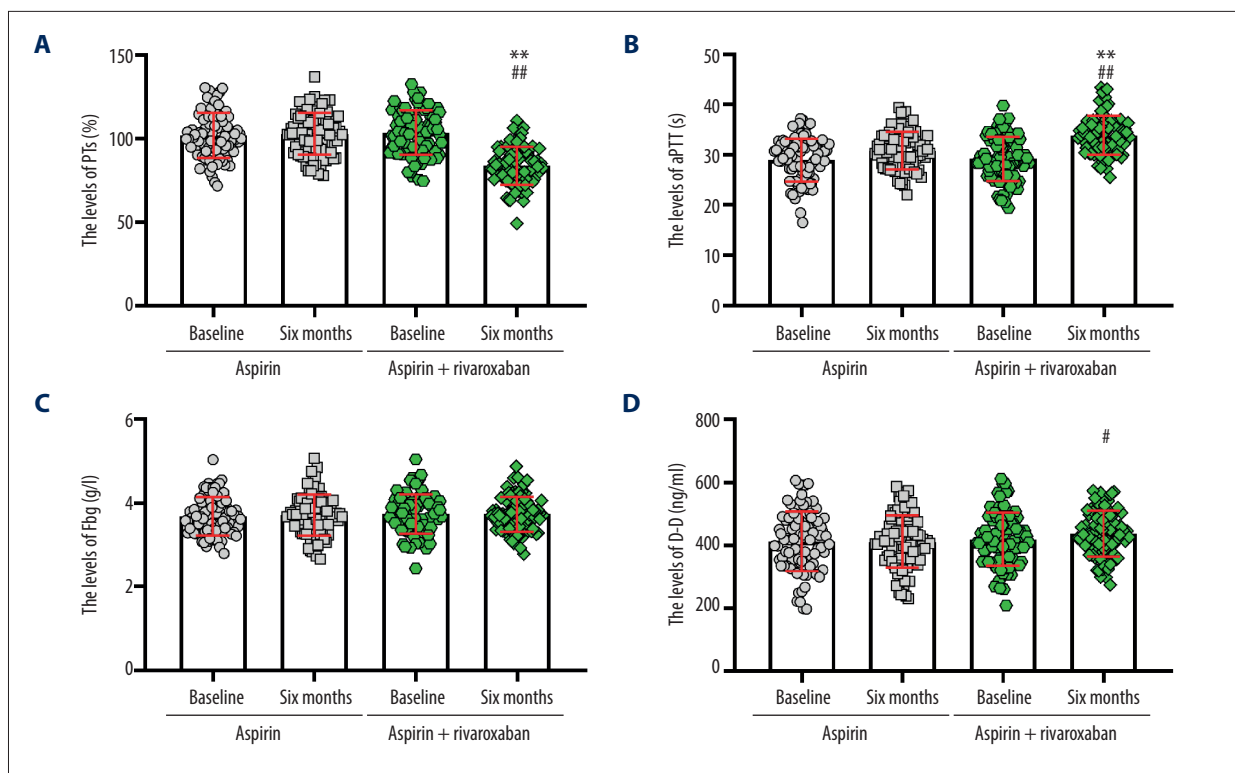 A
The levels of PTs (%)
150
100
50
0
**
##
Baseline
Six months
Baseline
Six months
Aspirin
Aspirin + rivaroxaban
B
The levels of aPTT (s)
50
40
30
20
10
0
**
##
Baseline
Six months
Baseline
Six months
Aspirin
Aspirin + rivaroxaban
C
The levels of Fbg (g/l)
6
4
2
0
Baseline
Six months
Baseline
Six months
Aspirin
Aspirin + rivaroxaban
D
The levels of D-D (ng/ml)
800
600
400
200
0
#
Baseline
Six months
Baseline
Six months
Aspirin
Aspirin + rivaroxaban